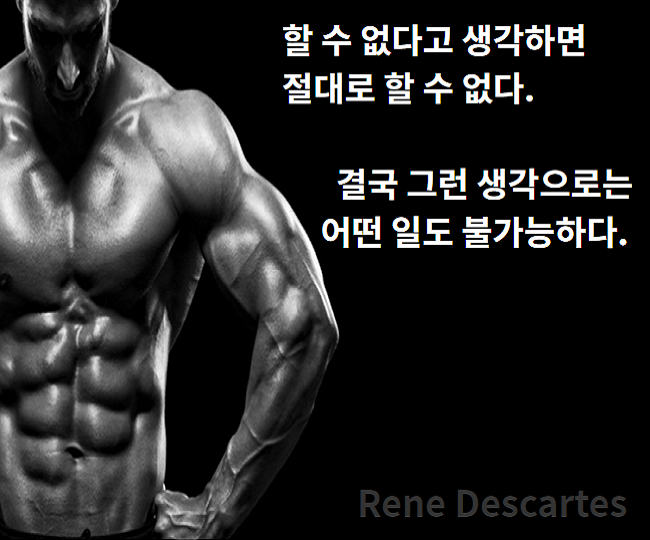 할 수 없다고 생각하면
절대로 할 수 없다.
결국 그런 생각으로는
어떤 일도 불가능하다.
Rene Descartes